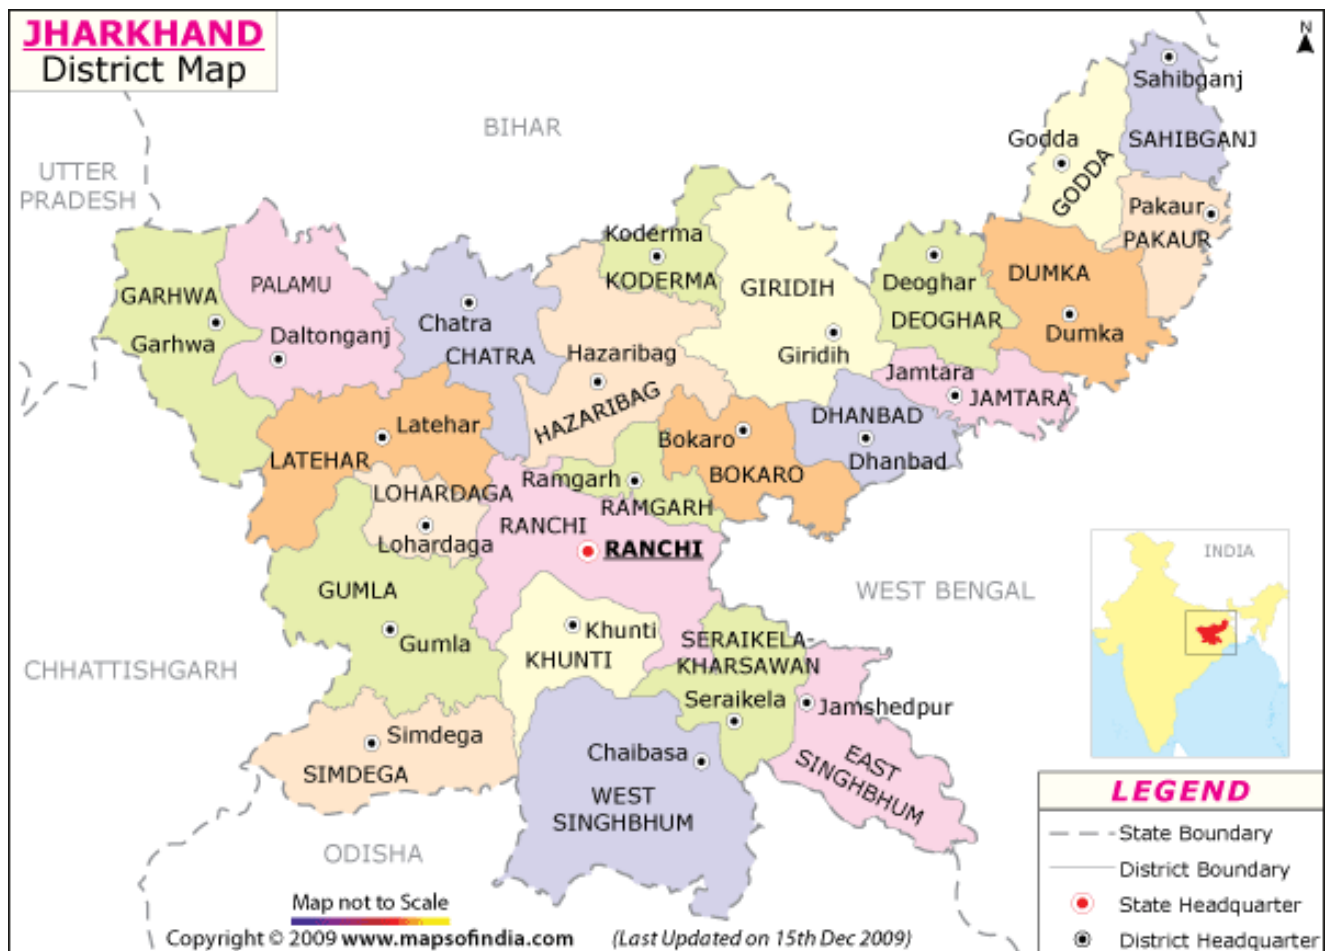 JHARKHAND
District Map
N
BIHAR
UTTER
PRADESH
Sahibganj
SAHIBGANJ
Godda
GODDA
Pakaur
PAKAUR
Koderma
KODERMA
GIRIDIH
Giridih
Deoghar
DEOGHAR
DUMKA
Dumka
GARHWA
Garhwa
PALAMU
Daltonganj
Chatra
CHATRA
Hazaribag
HAZARIBAG
Jamtara
JAMTARA
DHANBAD
Dhanbad
Bokaro
BOKARO
Latehar
LATEHAR
LOHARDAGA
Lohardaga
Ramgarh
RAMGARH
RANCHI
RANCHI
GUMLA
Gumla
Khunti
KHUNTI
WEST BENGAL
INDIA
CHHATTISHGARH
SERAIKELA-
KHARSAWAN
Seraikela
Jamshedpur
EAST
SINGHBHUM
Simdega
SIMDEGA
Chaibasa
WEST
SINGHBHUM
ODISHA
LEGEND
State Boundary
District Boundary
State Headquarter
District Headquarter
Map not to Scale
Copyright © 2009 www.mapsofindia.com (Last Updated on 15th Dec 2009)